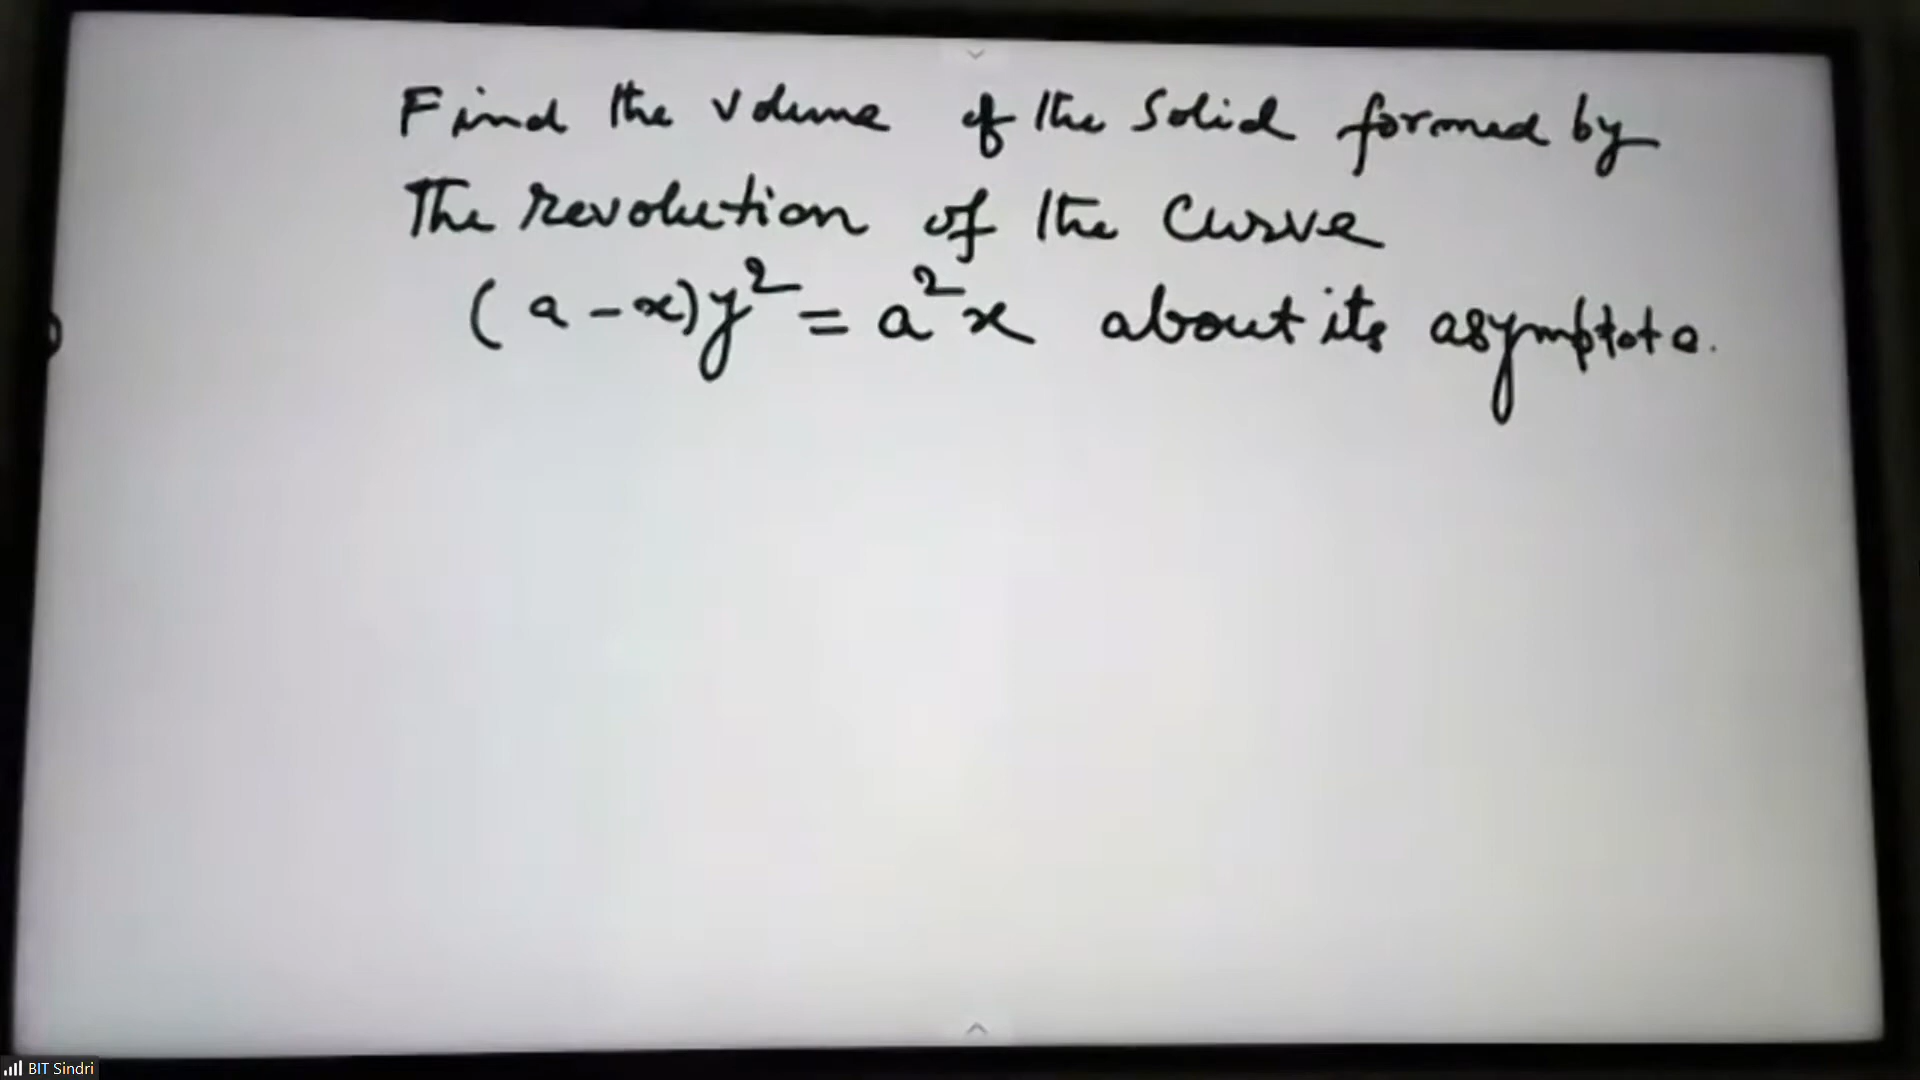 Find the volume of the Solid formed by
The revolution of the Curve
(a-x)y² = a²x about its asymptote.
BIT Sindri